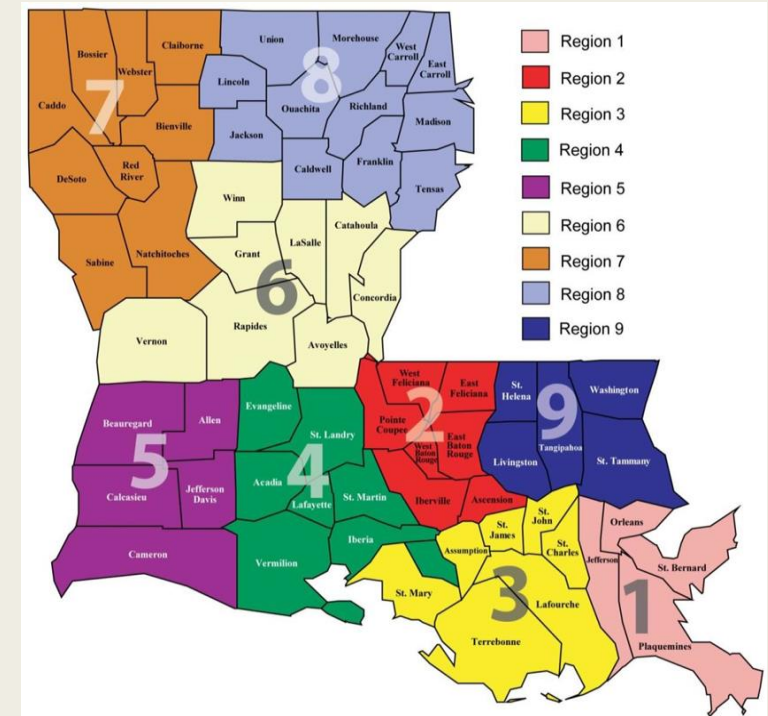 Union
Morehouse
West
Carroll
East
Carroll
Claiborne
Bossier
Webster
Caddo
7
Bienville
Lincoln
8
Ouachita
Richland
Madison
Jackson
Caldwell
Franklin
Tensas
DeSoto
Red
River
Sabine
Natchitoches
Winn
Grant
LaSalle
Catahoula
6
Concordia
Vernon
Rapides
Avoyelles
Region 1
Region 2
Region 3
Region 4
Region 5
Region 6
Region 7
Region 8
Region 9
Beauregard
Allen
5
Calcasieu
Jefferson
Davis
Cameron
Evangeline
St. Landry
4
Acadia
Lafayette
St. Martin
Iberia
Vermilion
West
Feliciana
East
Feliciana
2
Pointe
Coupee
West
Baton
Rouge
East
Baton
Rouge
Iberville
Ascension
St.
Helena
9
Tangipahoa
Washington
Livingston
St. Tammany
St.
James
St.
John
St.
Charles
Assumption
St. Mary
3
Lafourche
Terrebonne
Orleans
Jefferson
St. Bernard
1
Plaquemines